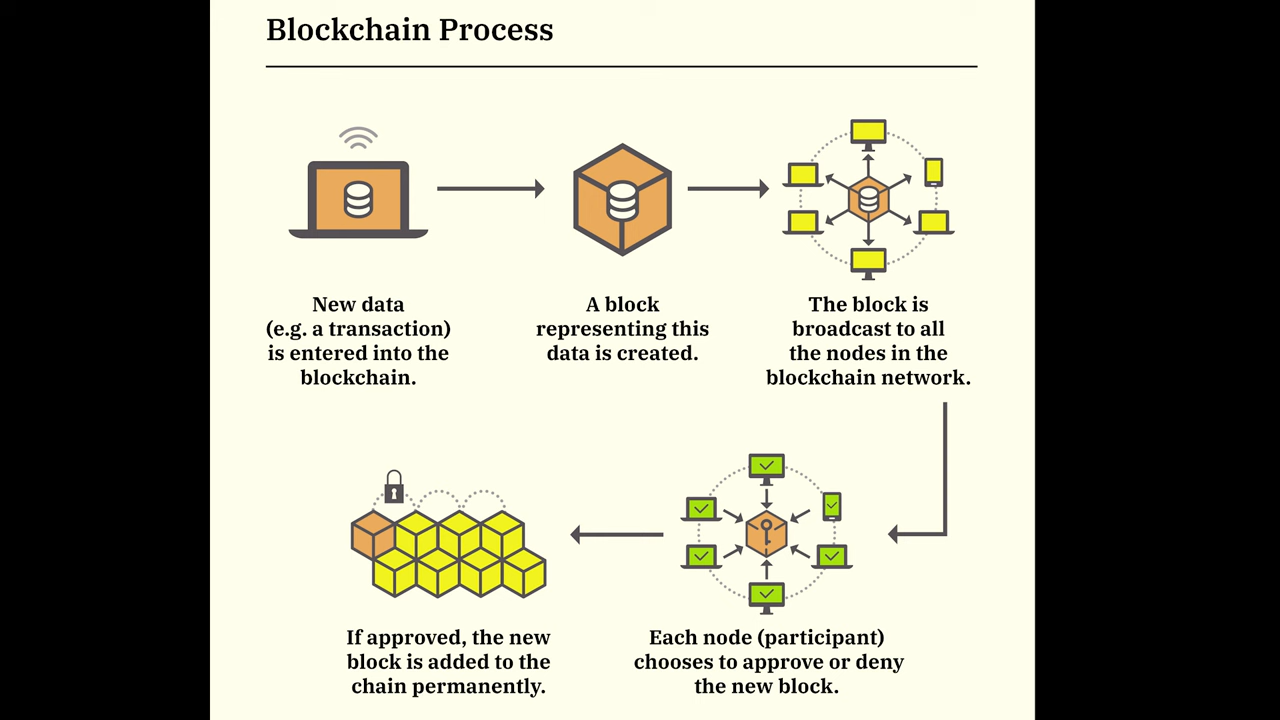 Blockchain Process
New data
(e.g. a transaction)
is entered into the
blockchain.
A block
representing this
data is created.
The block is
broadcast to all
the nodes in the
blockchain network.
Each node (participant)
chooses to approve or deny
the new block.
If approved, the new
block is added to the
chain permanently.